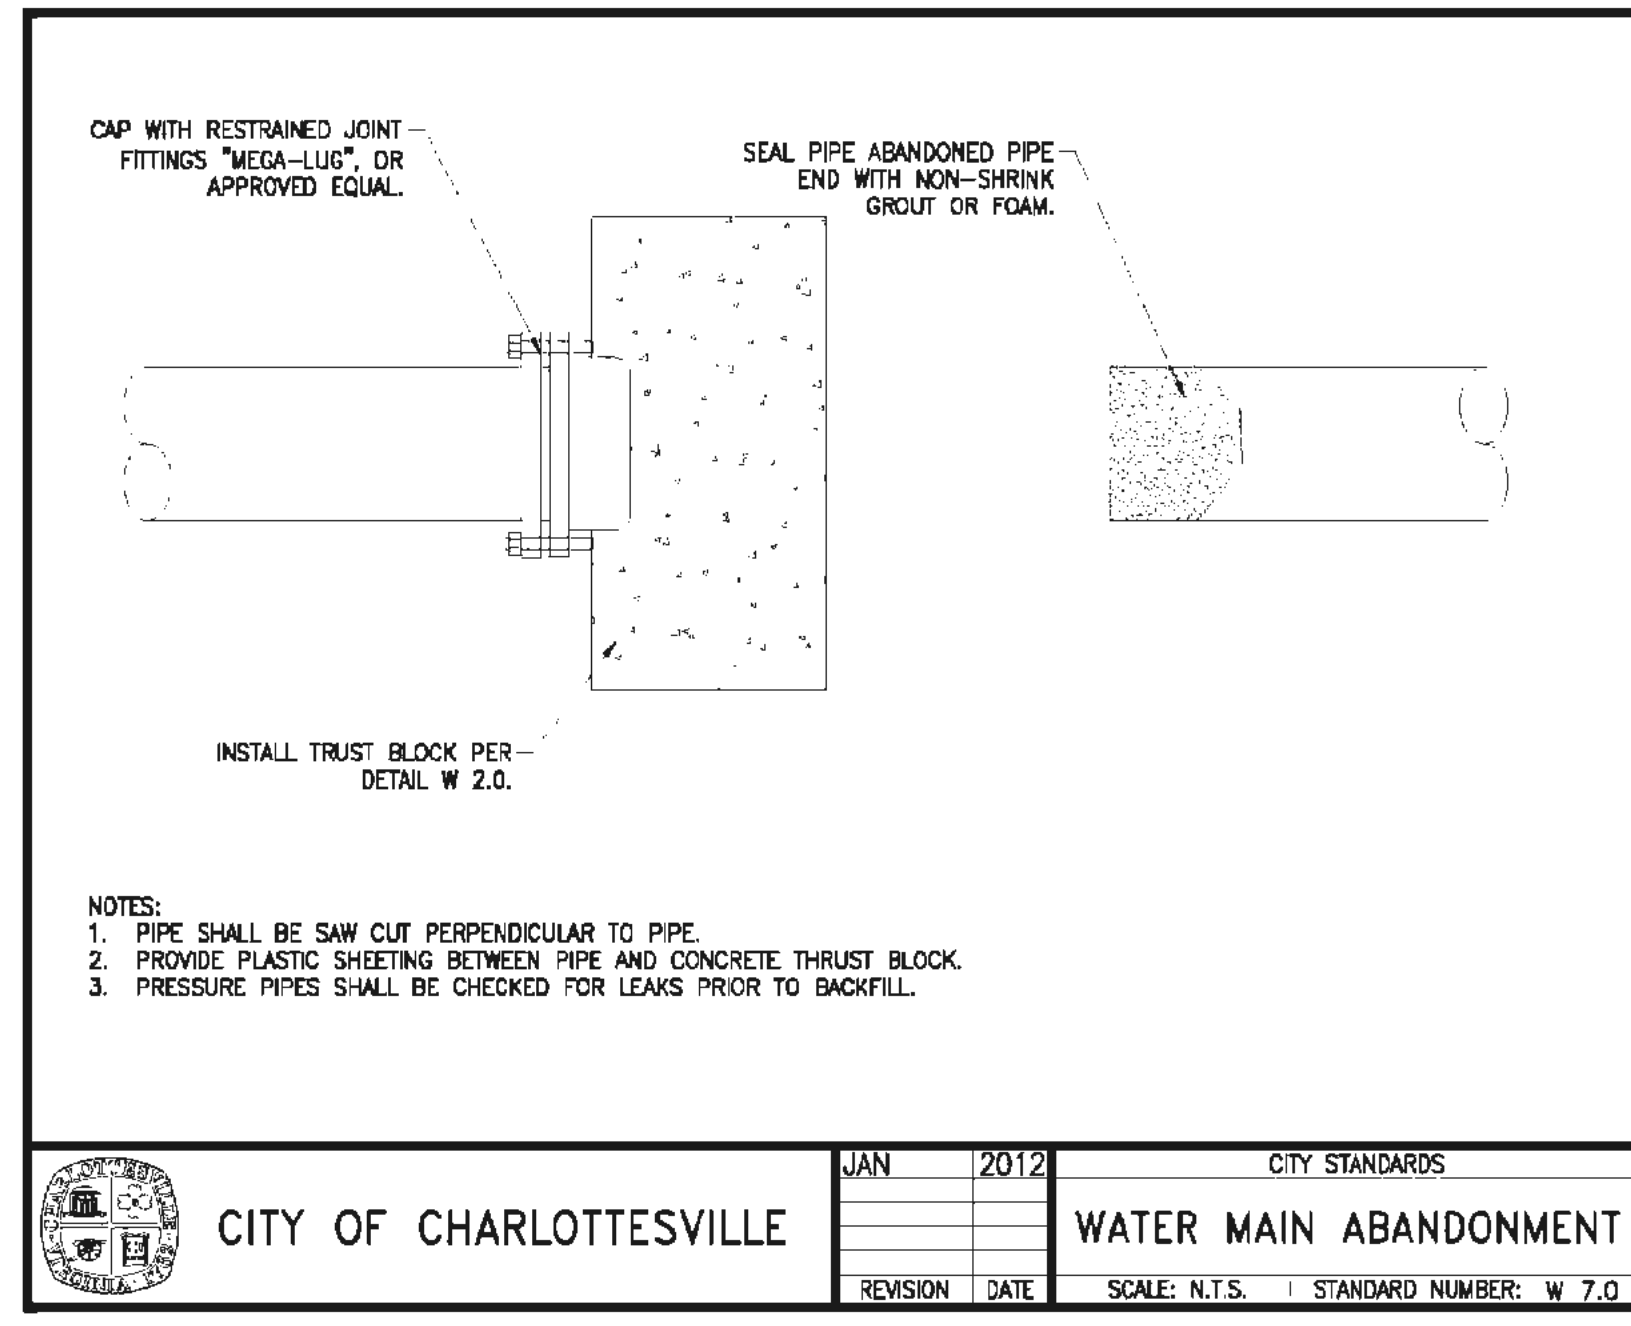 CAP WITH RESTRAINED JOINT
FITTINGS "MEGA-LUG", OR
APPROVED EQUAL.
SEAL PIPE ABANDONED PIPE
END WITH NON-SHRINK
GROUT OR FOAM.
INSTALL TRUST BLOCK PER
DETAIL W 2.0.
NOTES:
1. PIPE SHALL BE SAW CUT PERPENDICULAR TO PIPE.
2. PROVIDE PLASTIC SHEETING BETWEEN PIPE AND CONCRETE THRUST BLOCK.
3. PRESSURE PIPES SHALL BE CHECKED FOR LEAKS PRIOR TO BACKFILL.
CHARLOTTESVILLE
VIRGINIA
CITY OF CHARLOTTESVILLE
JAN 2012
REVISION DATE
CITY STANDARDS
WATER MAIN ABANDONMENT
SCALE: N.T.S. STANDARD NUMBER: W 7.0